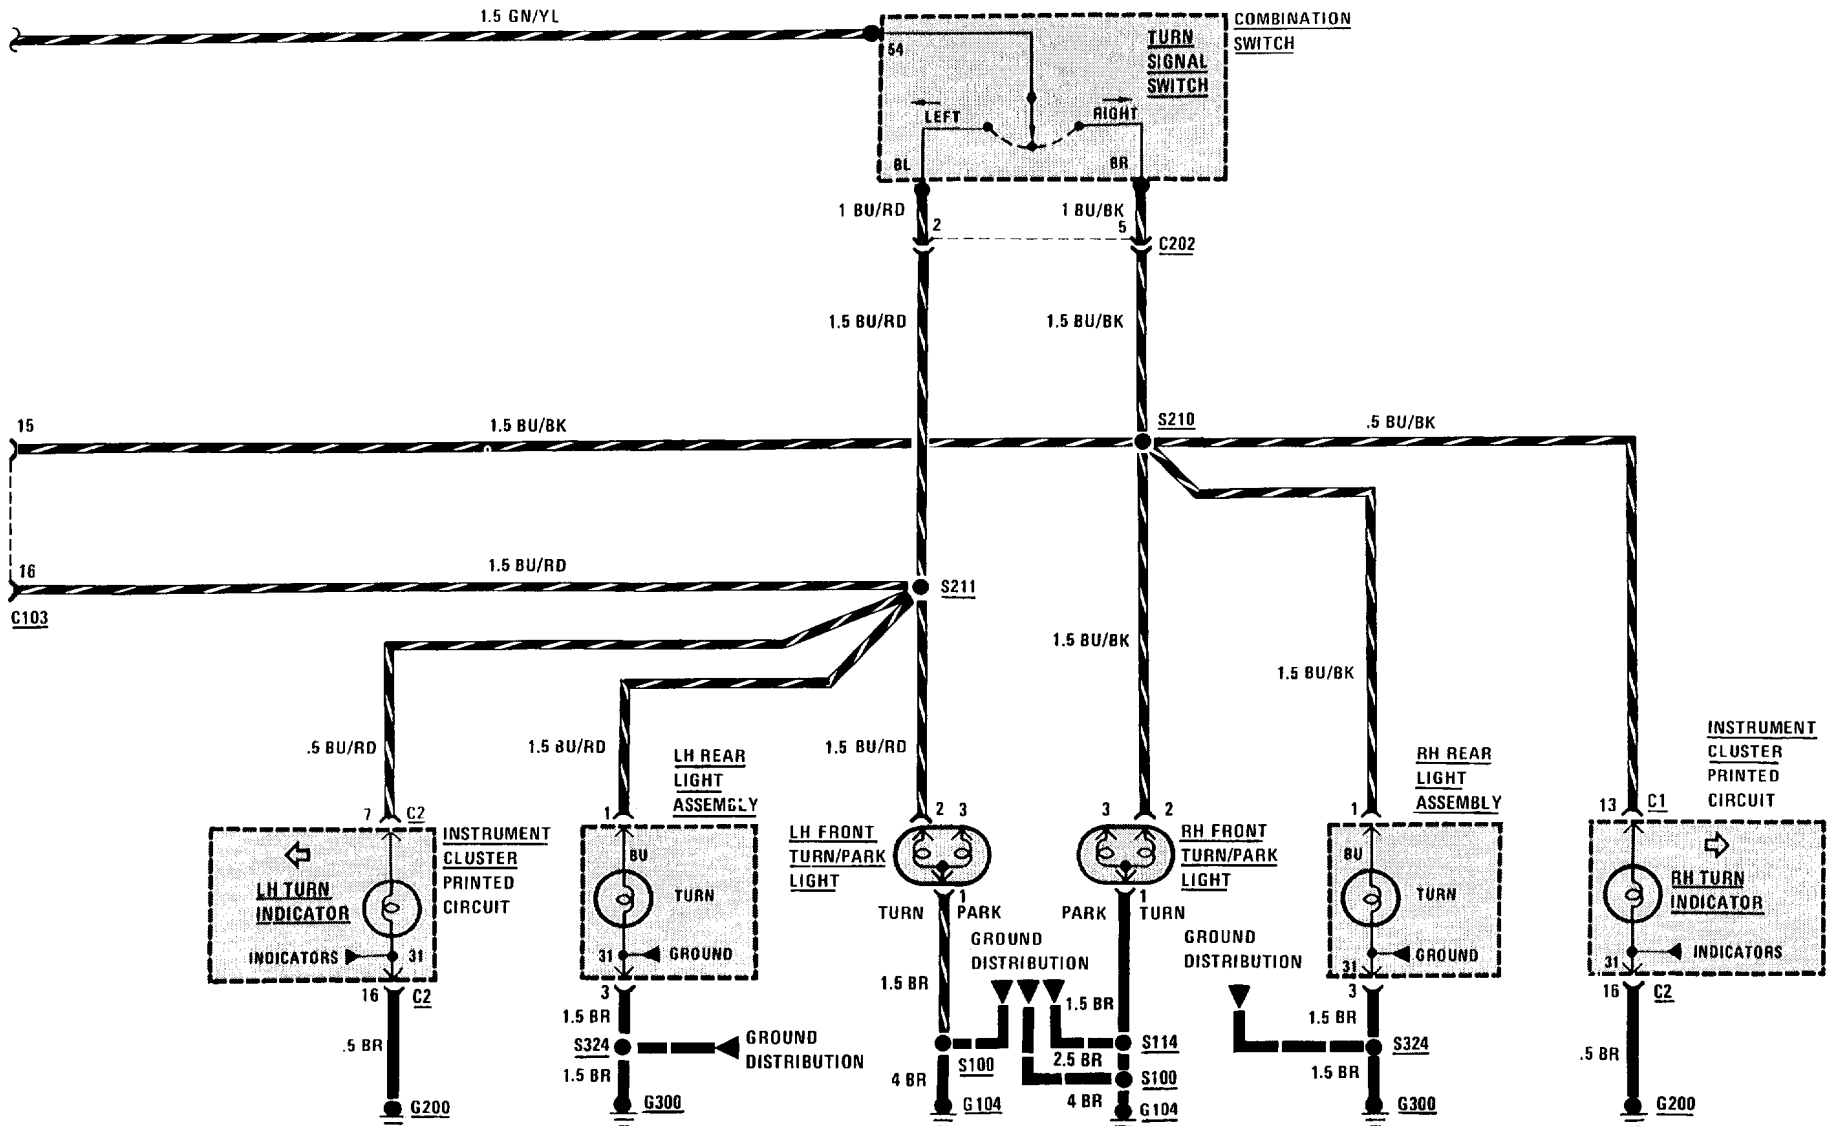 1.5 GN/YL
COMBINATION
SWITCH
54
TURN
SIGNAL
SWITCH
LEFT
RIGHT
BL
BR
1 BU/RD
1 BU/BK
2
5
C202
1.5 BU/RD
1.5 BU/BK
15
1.5 BU/BK
S210
.5 BU/BK
16
1.5 BU/RD
S211
C103
1.5 BU/BK
1.5 BU/BK
.5 BU/RD
1.5 BU/RD
1.5 BU/RD
LH REAR
LIGHT
ASSEMBLY
RH REAR
LIGHT
ASSEMBLY
INSTRUMENT
CLUSTER
PRINTED
CIRCUIT
7
C2
1
2
3
3
2
1
13
C1
INSTRUMENT
CLUSTER
PRINTED
CIRCUIT
LH TURN
INDICATOR
INDICATORS
31
BU
TURN
31
GROUND
LH FRONT
TURN/PARK
LIGHT
1
TURN
PARK
RH FRONT
TURN/PARK
LIGHT
1
PARK
TURN
BU
TURN
31
GROUND
RH TURN
INDICATOR
31
INDICATORS
GROUND
DISTRIBUTION
GROUND
DISTRIBUTION
16
C2
3
3
16
C2
1.5 BR
1.5 BR
1.5 BR
1.5 BR
.5 BR
S324
GROUND
DISTRIBUTION
S100
S114
2.5 BR
S324
.5 BR
1.5 BR
4 BR
S100
1.5 BR
4 BR
G200
G300
G104
G104
G300
G200